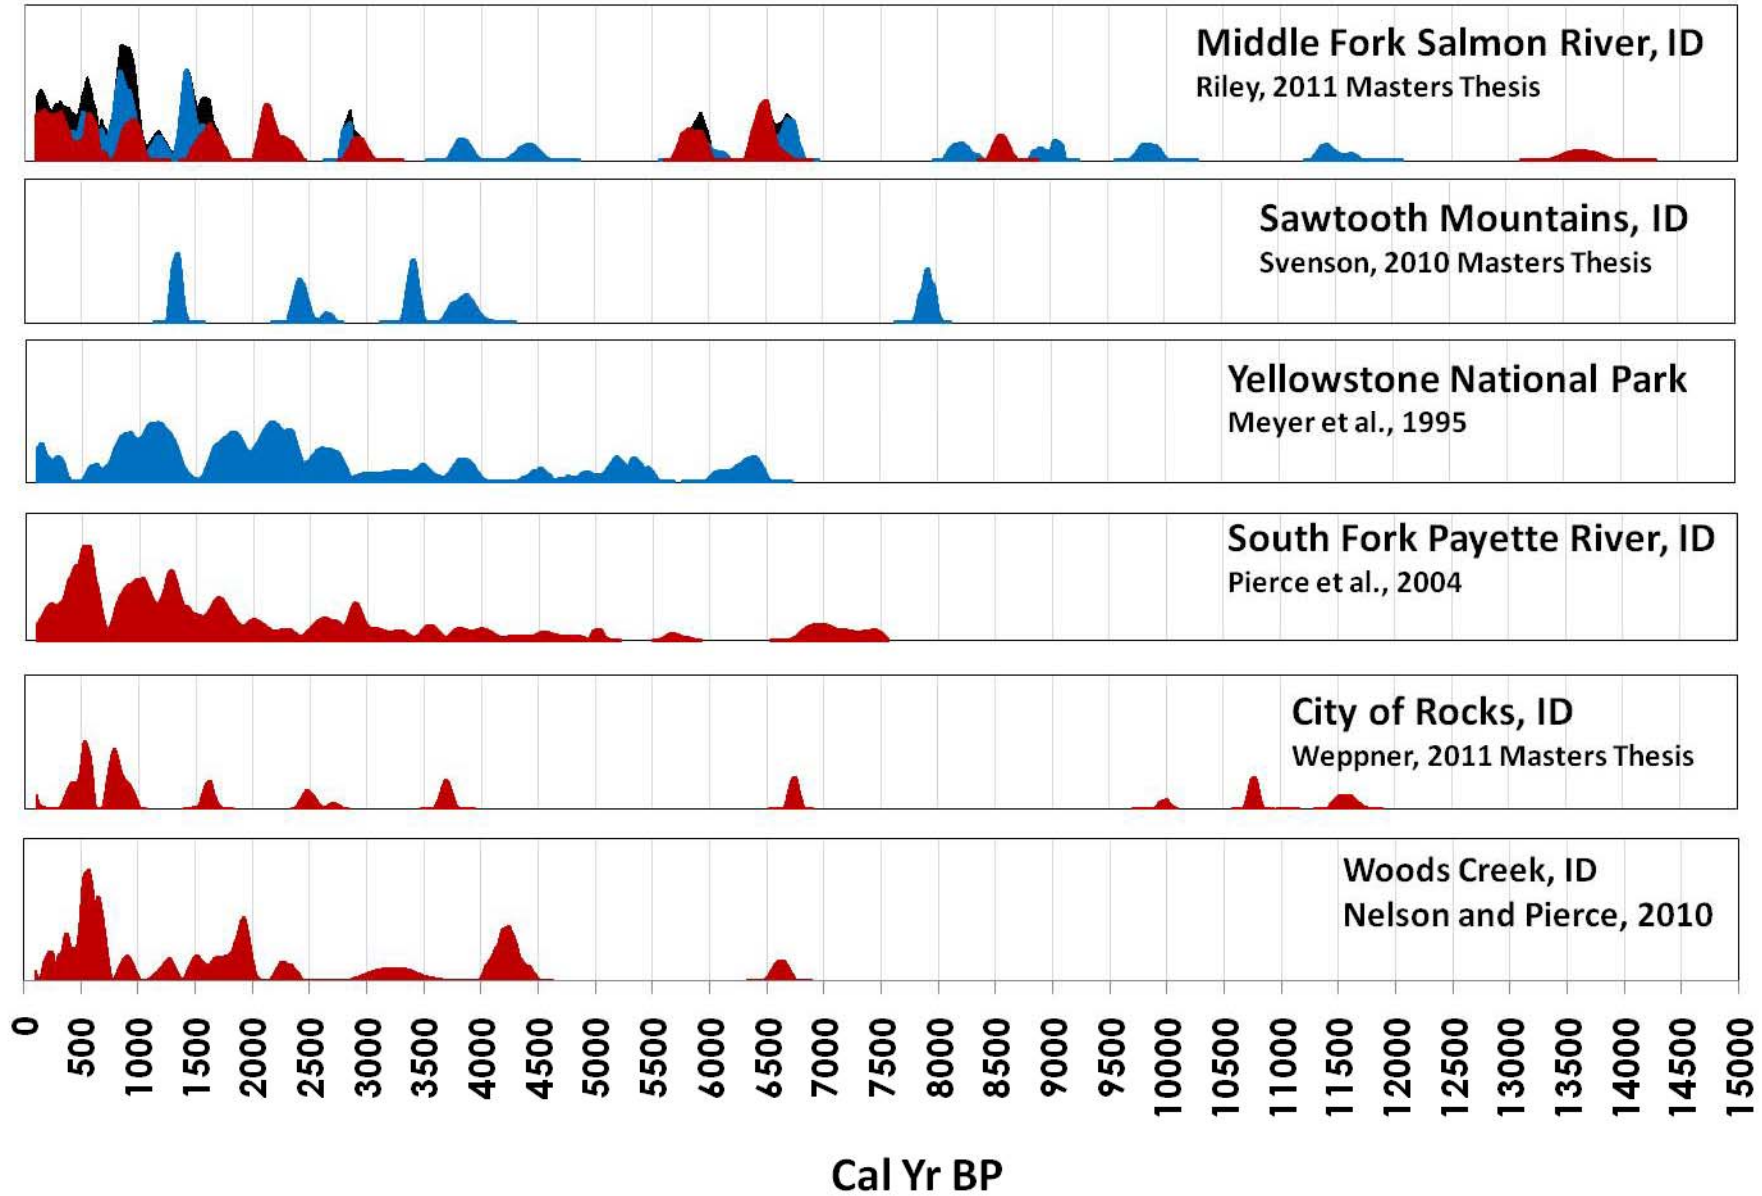 Middle Fork Salmon River, ID
Riley, 2011 Masters Thesis
Sawtooth Mountains, ID
Svenson, 2010 Masters Thesis
Yellowstone National Park
Meyer et al., 1995
South Fork Payette River, ID
Pierce et al., 2004
City of Rocks, ID
Weppner, 2011 Masters Thesis
Woods Creek, ID
Nelson and Pierce, 2010
0 500 1000 1500 2000 2500 3000 3500 4000 4500 5000 5500 6000 6500 7000 7500 8000 8500 9000 9500 10000 10500 11000 11500 12000 12500 13000 13500 14000 14500 15000
Cal Yr BP